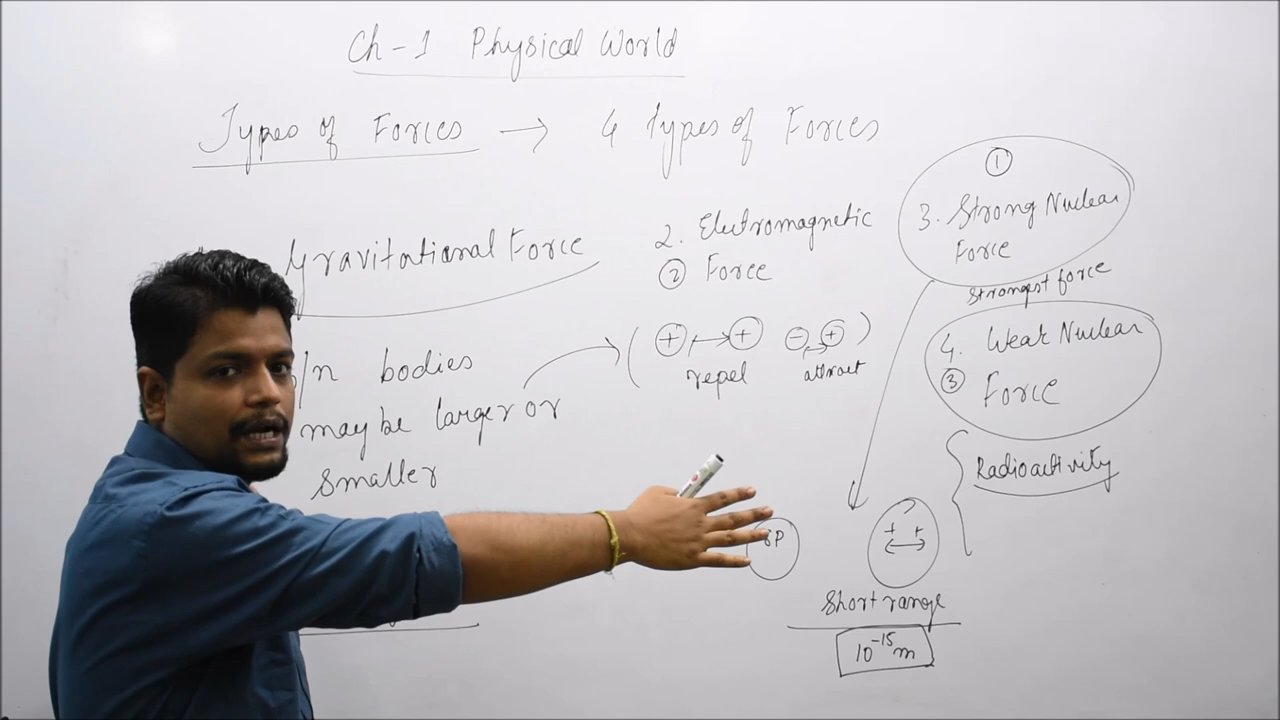 Ch-1 Physical World
Types of Forces → 4 Types of Forces
Gravitational Force
In bodies
may be larger or
smaller
2. Electromagnetic
② Force
( + ↔ + - ↔ + )
repel attract
①
3. Strong Nuclear
Force
Strongest force
4. Weak Nuclear
③ Force
Radioactivity
+ +
Short range
10⁻¹⁵ m